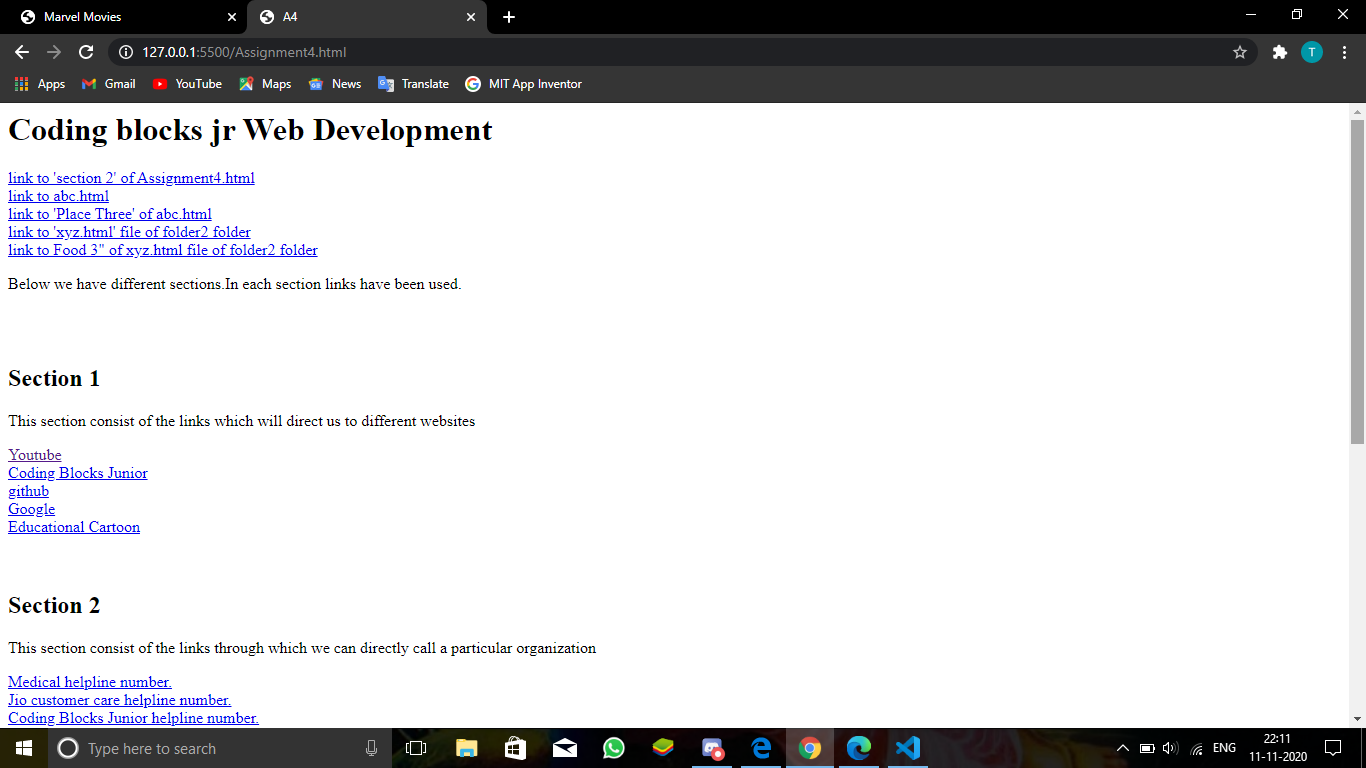 Marvel Movies
A4
127.0.0.1:5500/Assignment4.html
T
Apps Gmail YouTube Maps News Translate MIT App Inventor
Coding blocks jr Web Development
link to 'section 2' of Assignment4.html
link to abc.html
link to 'Place Three' of abc.html
link to 'xyz.html' file of folder2 folder
link to Food 3" of xyz.html file of folder2 folder
Below we have different sections.In each section links have been used.
Section 1
This section consist of the links which will direct us to different websites
Youtube
Coding Blocks Junior
github
Google
Educational Cartoon
Section 2
This section consist of the links through which we can directly call a particular organization
Medical helpline number.
Jio customer care helpline number.
Coding Blocks Junior helpline number.
Type here to search
ENG
22:11
11-11-2020